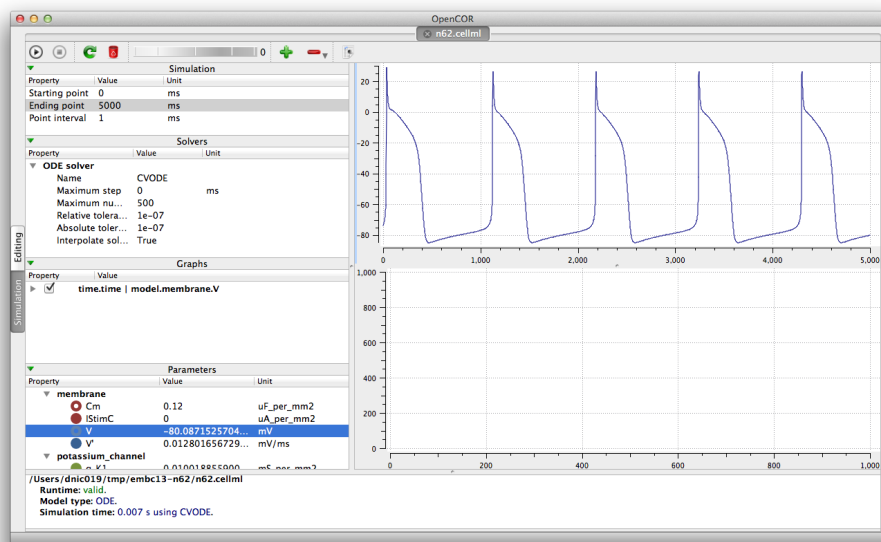 OpenCOR
n62.cellml
0
Simulation
Property Value Unit
Starting point 0 ms
Ending point 5000 ms
Point interval 1 ms
Solvers
Property Value Unit
ODE solver
Name CVODE
Maximum step 0 ms
Maximum nu... 500
Relative tolera... 1e-07
Absolute toler... 1e-07
Interpolate sol... True
Graphs
Property Value
time.time | model.membrane.V
Parameters
Property Value Unit
membrane
Cm 0.12 uF_per_mm2
IStimC 0 uA_per_mm2
V -80.0871525704... mV
V' 0.012801656729... mV/ms
potassium_channel
Editing
Simulation
20
0
-20
-40
-60
-80
0 1,000 2,000 3,000 4,000 5,000
1,000
800
600
400
200
0
0 200 400 600 800 1,000
/Users/dnic019/tmp/embc13-n62/n62.cellml
Runtime: valid.
Model type: ODE.
Simulation time: 0.007 s using CVODE.